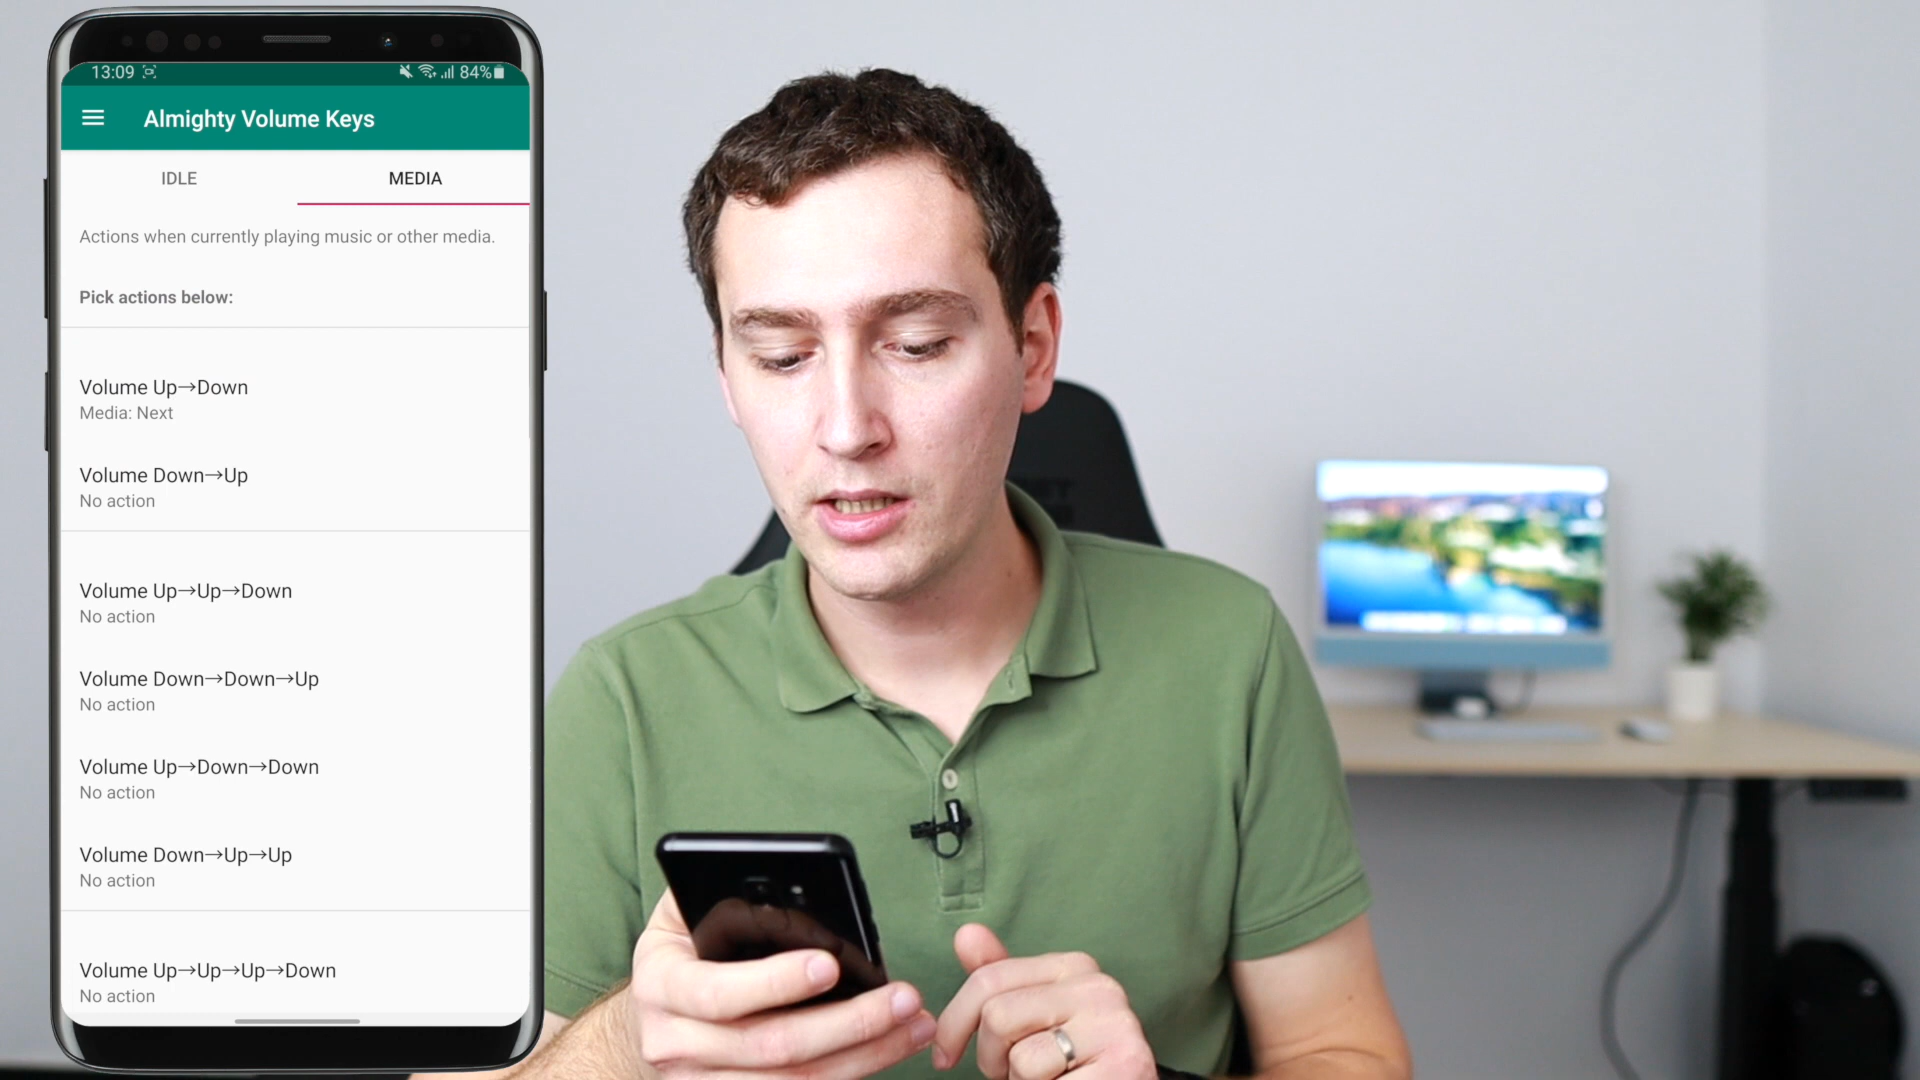 13:09 84%
Almighty Volume Keys
IDLE MEDIA
Actions when currently playing music or other media.
Pick actions below:
Volume Up→Down
Media: Next
Volume Down→Up
No action
Volume Up→Up→Down
No action
Volume Down→Down→Up
No action
Volume Up→Down→Down
No action
Volume Down→Up→Up
No action
Volume Up→Up→Up→Down
No action